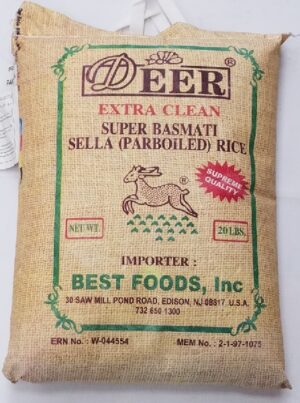 DEER®
EXTRA CLEAN
SUPER BASMATI
SELLA (PARBOILED) RICE
SUPREME
QUALITY
®
NET WT. 20 LBS.
IMPORTER :
BEST FOODS, Inc
30 SAW MILL POND ROAD, EDISON, NJ 08817 U.S.A.
732 650 1300
ERN No. : W-044554 MEM No. : 2-1-97-1075